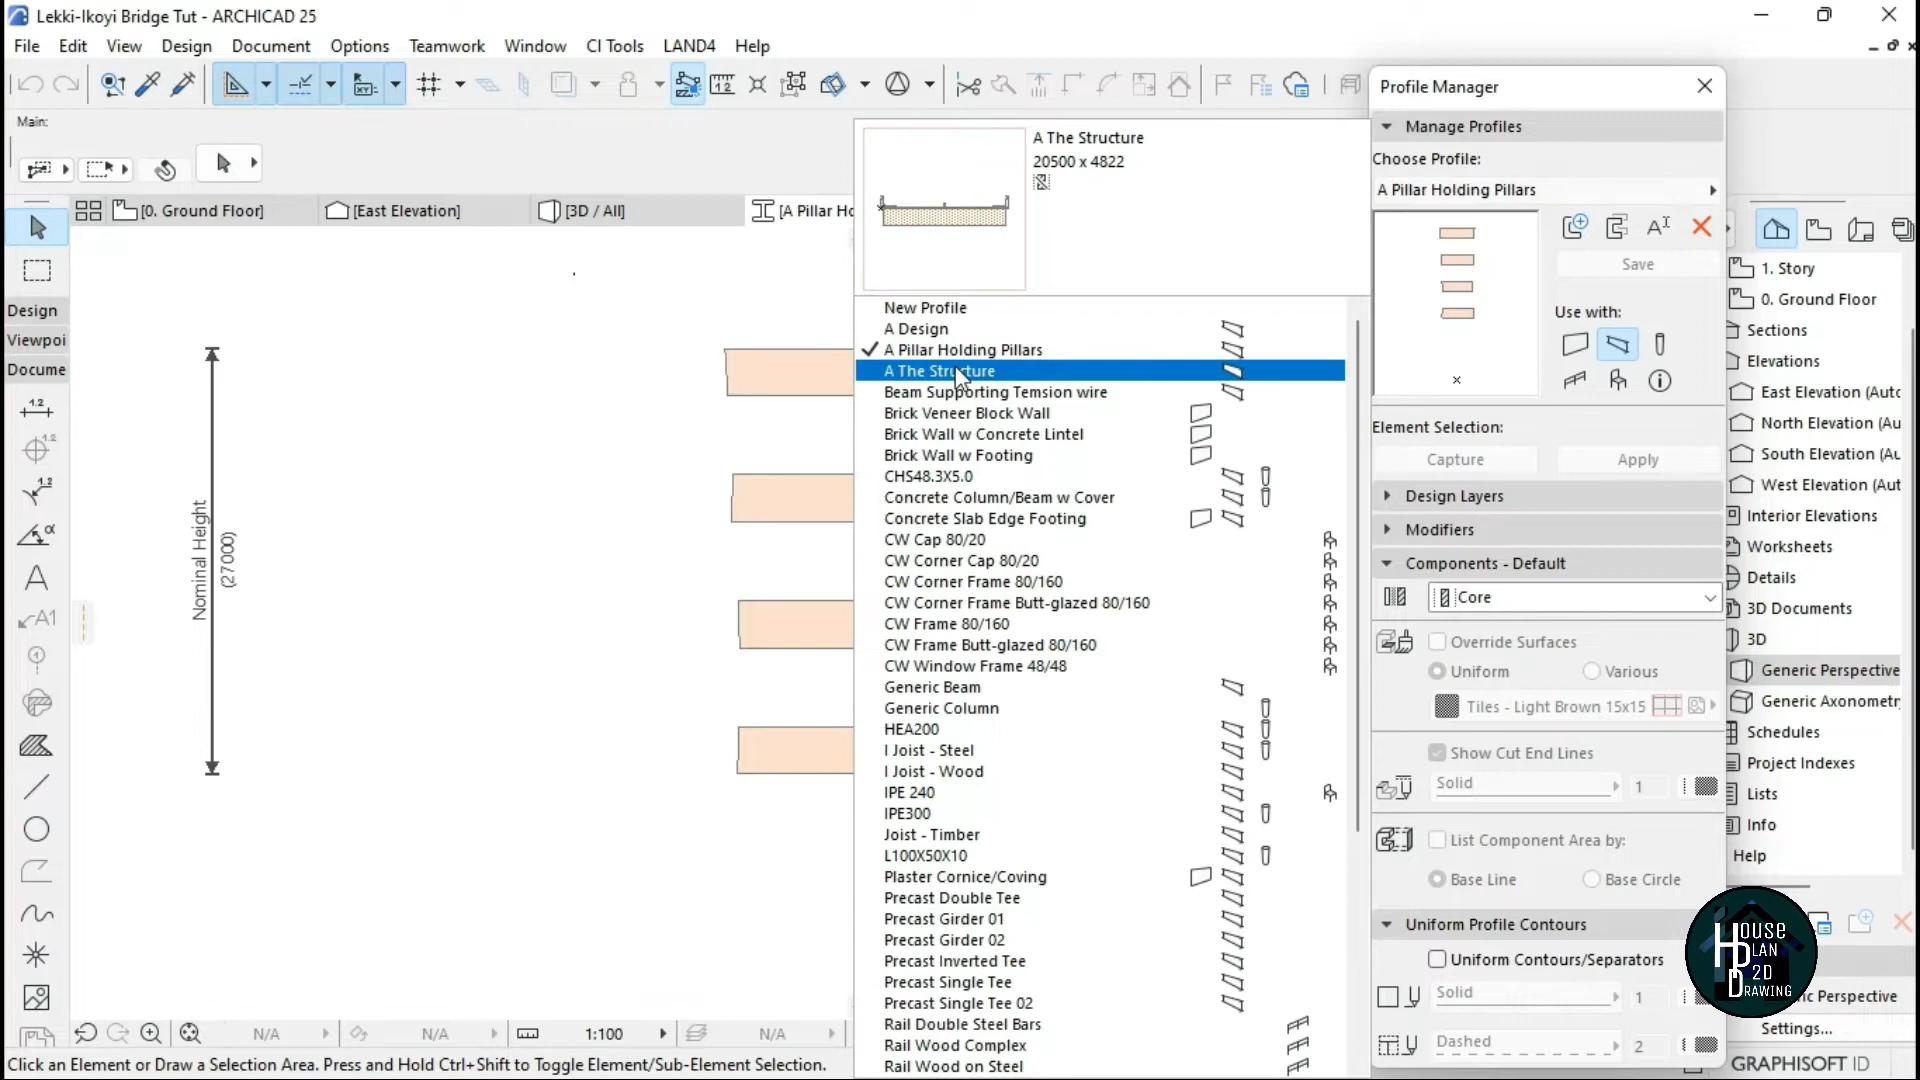 Lekki-Ikoyi Bridge Tut - ARCHICAD 25
File Edit View Design Document Options Teamwork Window CI Tools LAND4 Help
Main:
[0. Ground Floor]
[East Elevation]
[3D / All]
[A Pillar Ho
Design
Viewpoi
Docume
Nominal Height
(27000)
A The Structure
20500 x 4822
New Profile
A Design
A Pillar Holding Pillars
A The Structure
Beam Supporting Temsion wire
Brick Veneer Block Wall
Brick Wall w Concrete Lintel
Brick Wall w Footing
CHS48.3X5.0
Concrete Column/Beam w Cover
Concrete Slab Edge Footing
CW Cap 80/20
CW Corner Cap 80/20
CW Corner Frame 80/160
CW Corner Frame Butt-glazed 80/160
CW Frame 80/160
CW Frame Butt-glazed 80/160
CW Window Frame 48/48
Generic Beam
Generic Column
HEA200
I Joist - Steel
I Joist - Wood
IPE 240
IPE300
Joist - Timber
L100X50X10
Plaster Cornice/Coving
Precast Double Tee
Precast Girder 01
Precast Girder 02
Precast Inverted Tee
Precast Single Tee
Precast Single Tee 02
Rail Double Steel Bars
Rail Wood Complex
Rail Wood on Steel
Profile Manager
Manage Profiles
Choose Profile:
A Pillar Holding Pillars
Save
Use with:
Element Selection:
Capture Apply
Design Layers
Modifiers
Components - Default
Core
Override Surfaces
Uniform Various
Tiles - Light Brown 15x15
Show Cut End Lines
Solid 1
List Component Area by:
Base Line Base Circle
Uniform Profile Contours
Uniform Contours/Separators
Solid 1
Dashed 2
1. Story
0. Ground Floor
Sections
Elevations
East Elevation (Auto
North Elevation (Au
South Elevation (Au
West Elevation (Aut
Interior Elevations
Worksheets
Details
3D Documents
3D
Generic Perspective
Generic Axonometr
Schedules
Project Indexes
Lists
Info
Help
HOUSE
PLAN
2D
DRAWING
ic Perspective
Settings...
N/A N/A 1:100 N/A
Click an Element or Draw a Selection Area. Press and Hold Ctrl+Shift to Toggle Element/Sub-Element Selection.
GRAPHISOFT ID